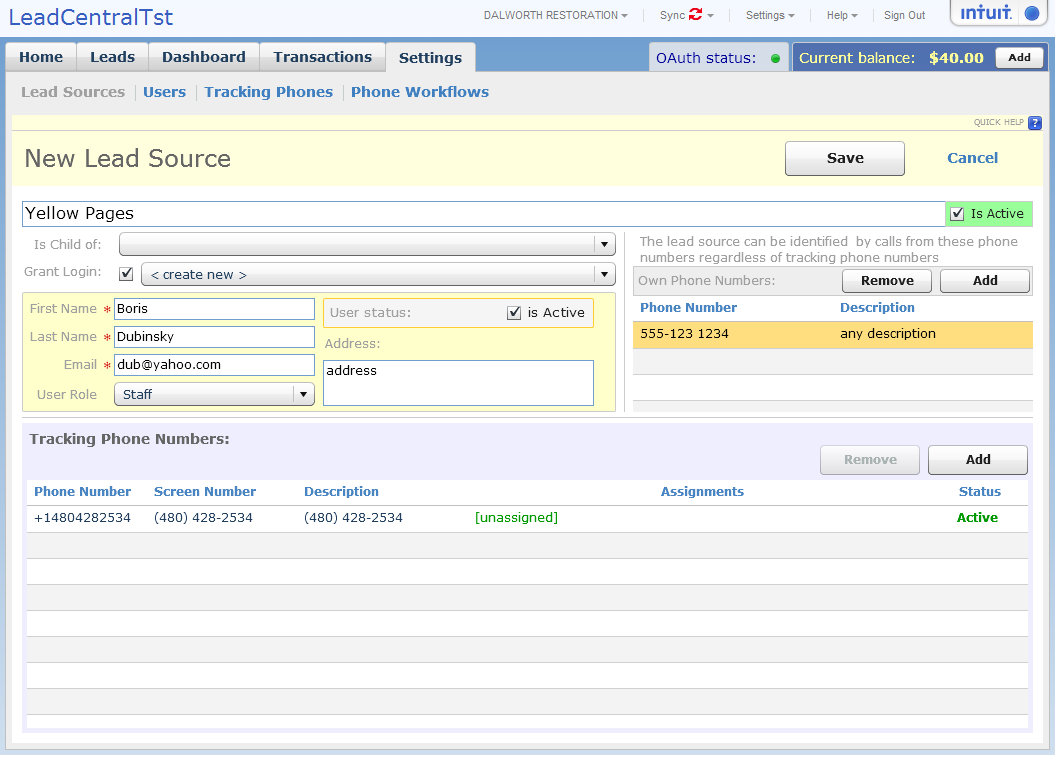 LeadCentralTst
DALWORTH RESTORATION Sync Settings Help Sign Out intuit.
Home Leads Dashboard Transactions Settings OAuth status: Current balance: $40.00 Add
Lead Sources Users Tracking Phones Phone Workflows
QUICK HELP ?
New Lead Source Save Cancel
Yellow Pages Is Active
Is Child of:
The lead source can be identified by calls from these phone
numbers regardless of tracking phone numbers
Grant Login: < create new >
Own Phone Numbers: Remove Add
Phone Number Description
555-123 1234 any description
First Name * Boris
User status: is Active
Last Name * Dubinsky
Address:
Email * dub@yahoo.com
address
User Role Staff
Tracking Phone Numbers:
Remove Add
Phone Number Screen Number Description Assignments Status
+14804282534 (480) 428-2534 (480) 428-2534 [unassigned] Active